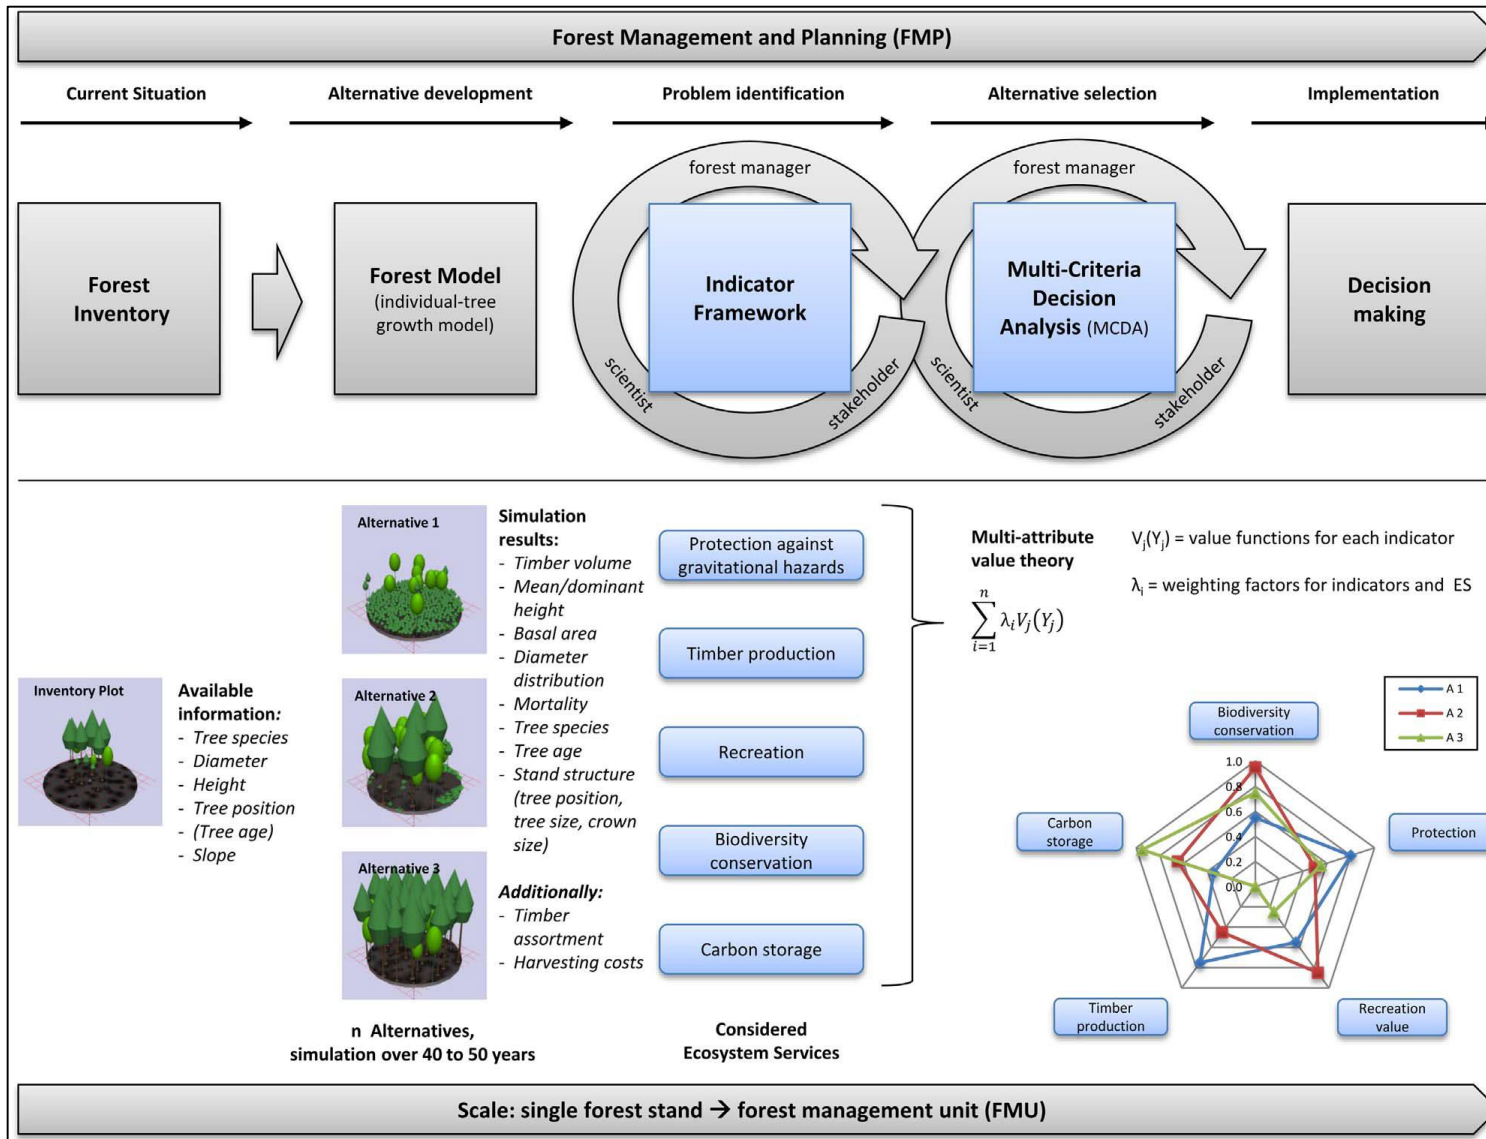 Forest Management and Planning (FMP)
Current Situation
Alternative development
Problem identification
Alternative selection
Implementation
Forest
Inventory
Forest Model
(individual-tree
growth model)
forest manager
Indicator
Framework
scientist
stakeholder
forest manager
Multi-Criteria
Decision
Analysis (MCDA)
scientist
stakeholder
Decision
making
Inventory Plot
Available
information:
- Tree species
- Diameter
- Height
- Tree position
- (Tree age)
- Slope
Alternative 1
Alternative 2
Alternative 3
n Alternatives,
simulation over 40 to 50 years
Simulation
results:
- Timber volume
- Mean/dominant
height
- Basal area
- Diameter
distribution
- Mortality
- Tree species
- Tree age
- Stand structure
(tree position,
tree size, crown
size)
Additionally:
- Timber
assortment
- Harvesting costs
Protection against
gravitational hazards
Timber production
Recreation
Biodiversity
conservation
Carbon storage
Considered
Ecosystem Services
Multi-attribute
value theory
n
∑ λᵢVⱼ(Yⱼ)
i=1
Vⱼ(Yⱼ) = value functions for each indicator
λᵢ = weighting factors for indicators and ES
A 1
A 2
A 3
Biodiversity
conservation
1.0
0.8
0.6
0.4
0.2
0.0
Carbon
storage
Protection
Timber
production
Recreation
value
Scale: single forest stand → forest management unit (FMU)